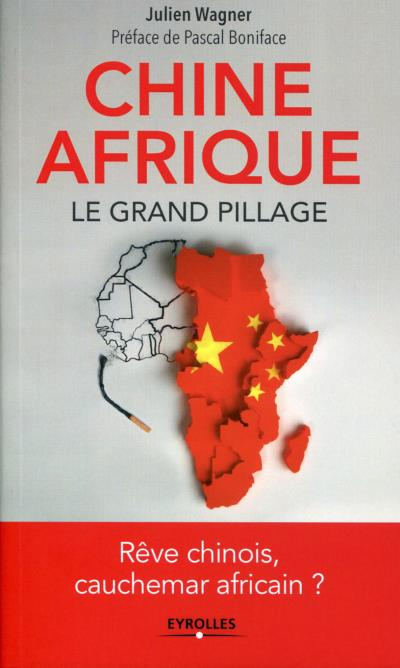 Julien Wagner
Préface de Pascal Boniface
CHINE
AFRIQUE
LE GRAND PILLAGE
Rêve chinois,
cauchemar africain ?
EYROLLES